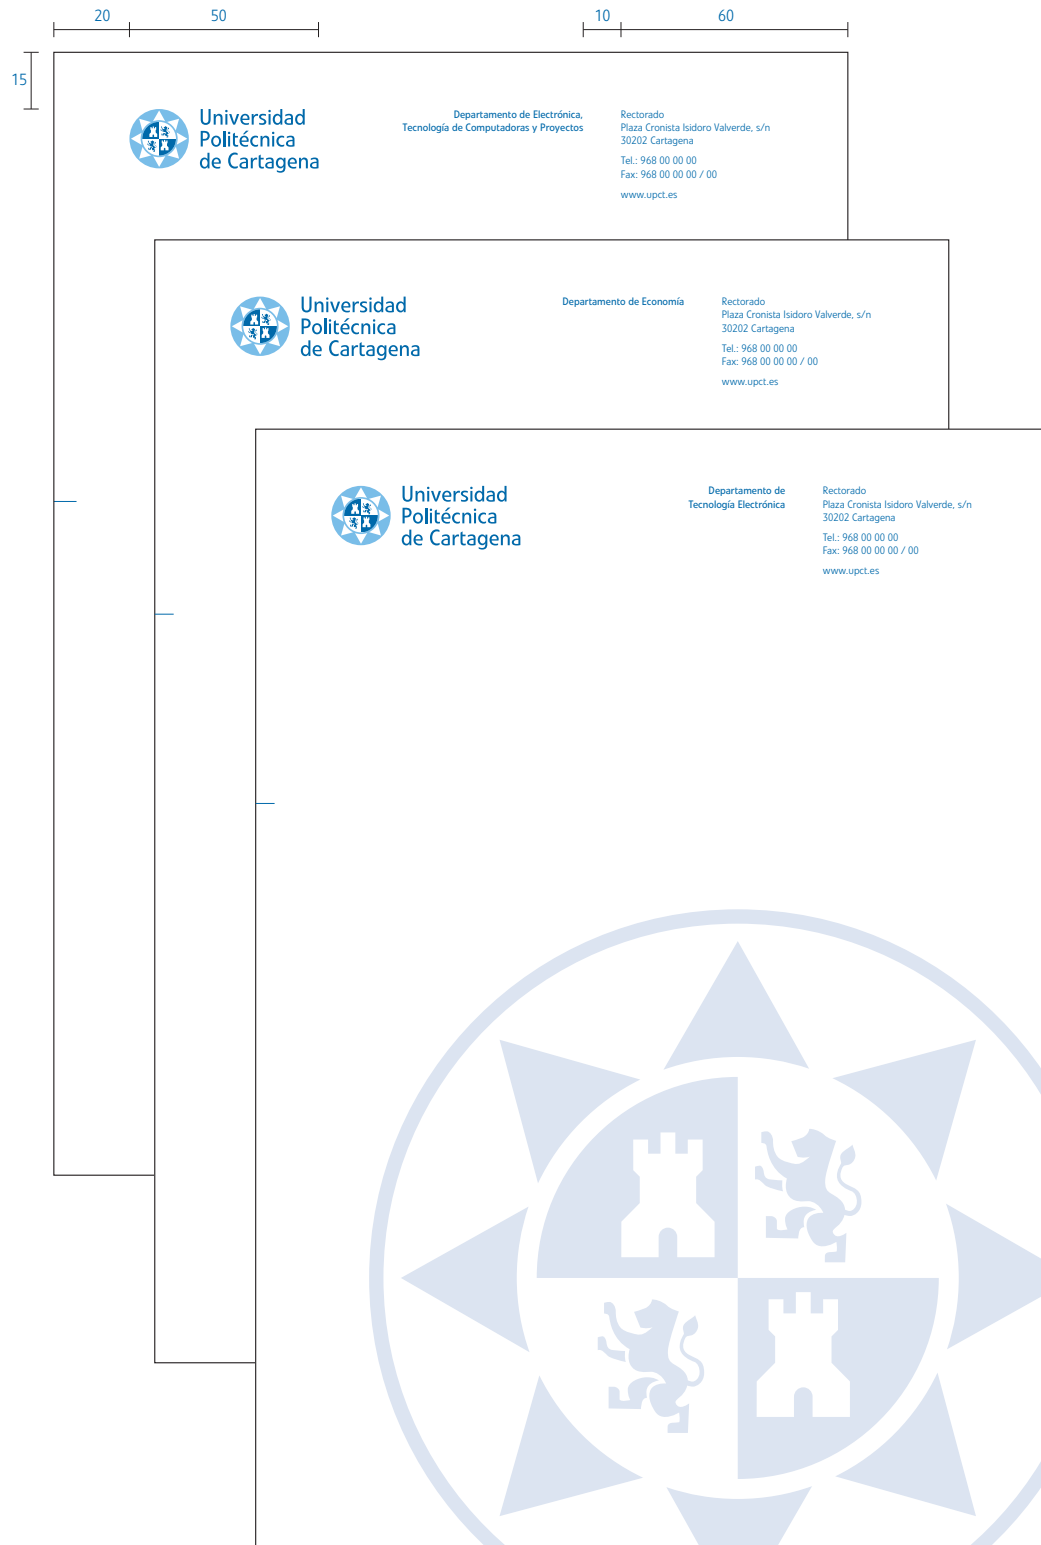 20 50 10 60
15
Universidad
Politécnica
de Cartagena
Departamento de Electrónica,
Tecnología de Computadoras y Proyectos
Rectorado
Plaza Cronista Isidoro Valverde, s/n
30202 Cartagena
Tel.: 968 00 00 00
Fax: 968 00 00 00 / 00
www.upct.es
Universidad
Politécnica
de Cartagena
Departamento de Economía
Rectorado
Plaza Cronista Isidoro Valverde, s/n
30202 Cartagena
Tel.: 968 00 00 00
Fax: 968 00 00 00 / 00
www.upct.es
Universidad
Politécnica
de Cartagena
Departamento de
Tecnología Electrónica
Rectorado
Plaza Cronista Isidoro Valverde, s/n
30202 Cartagena
Tel.: 968 00 00 00
Fax: 968 00 00 00 / 00
www.upct.es